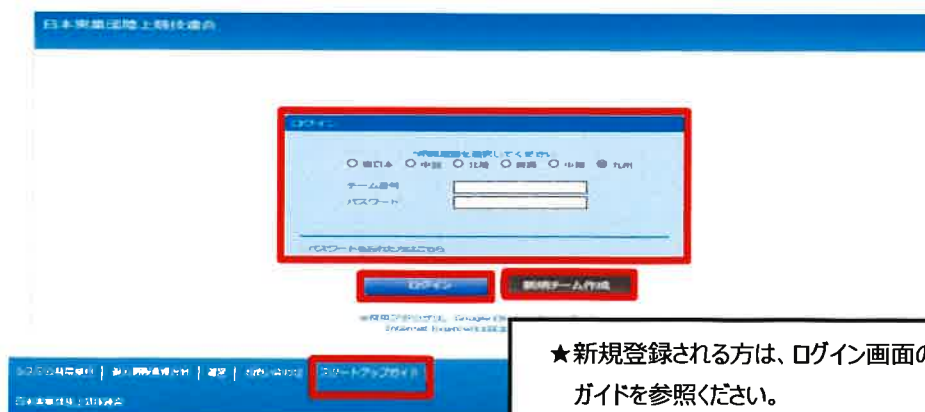 日本実業団陸上競技連合
ログイン
※所属連盟を選択してください
東日本 中部 北陸 関西 中国 九州
チーム番号
パスワード
パスワードを忘れた方はこちら
ログイン
新規チーム作成
スタートアップガイド
★新規登録される方は、ログイン画面の
ガイドを参照ください。